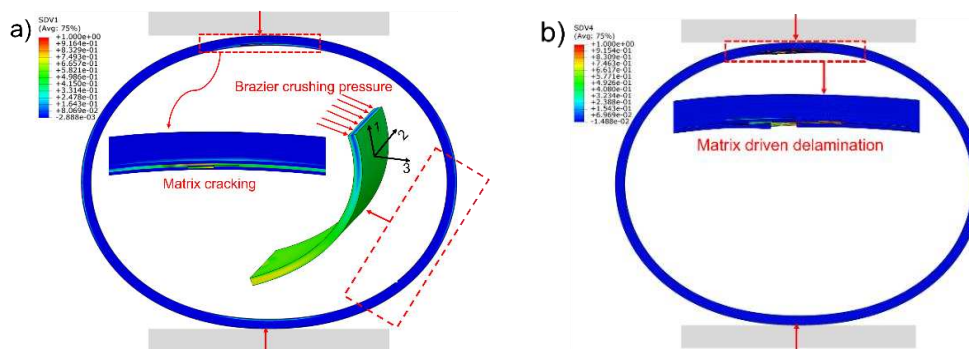 a)
SDV1
(Avg: 75%)
+1.000e+00
+9.164e-01
+8.329e-01
+7.493e-01
+6.657e-01
+5.821e-01
+4.986e-01
+4.150e-01
+3.314e-01
+2.478e-01
+1.643e-01
+8.069e-02
-2.888e-03
Brazier crushing pressure
1
2
3
Matrix cracking
b)
SDV4
(Avg: 75%)
+1.000e+00
+9.154e-01
+8.309e-01
+7.463e-01
+6.617e-01
+5.771e-01
+4.926e-01
+4.080e-01
+3.234e-01
+2.388e-01
+1.543e-01
+6.969e-02
-1.488e-02
Matrix driven delamination